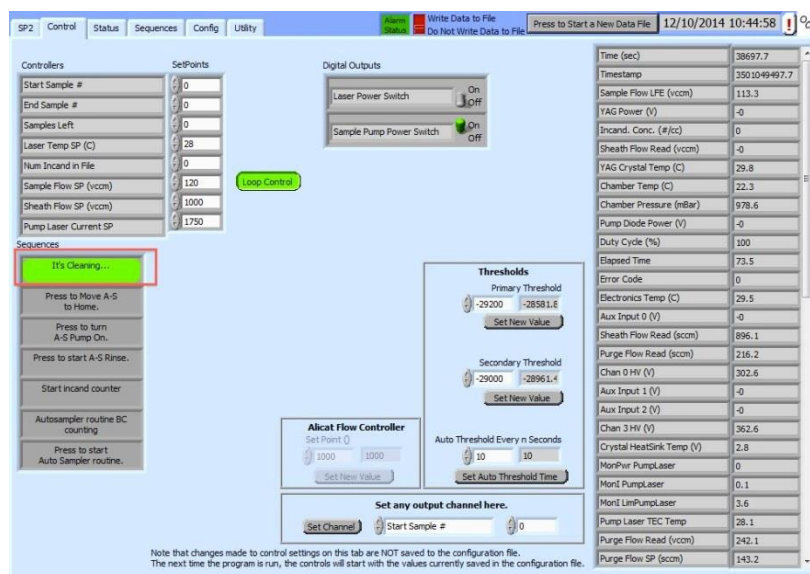 SP2 Control Status Sequences Config Utility
Alarm Status
Write Data to File
Do Not Write Data to File
Press to Start a New Data File
12/10/2014 10:44:58
Controllers SetPoints
Start Sample # 0
End Sample # 0
Samples Left 0
Laser Temp SP (C) 28
Num Incand in File 0
Sample Flow SP (vccm) 120
Sheath Flow SP (vccm) 1000
Pump Laser Current SP 1750
Loop Control
Digital Outputs
Laser Power Switch On Off
Sample Pump Power Switch On Off
Sequences
It's Cleaning...
Press to Move A-S
to Home.
Press to turn
A-S Pump On.
Press to start A-S Rinse.
Start incand counter
Autosampler routine BC
counting
Press to start
Auto Sampler routine.
Thresholds
Primary Threshold
-29200 -28581.8
Set New Value
Secondary Threshold
-29000 -28961.4
Set New Value
Auto Threshold Every n Seconds
10 10
Set Auto Threshold Time
Alicat Flow Controller
Set Point ()
1000 1000
Set New Value
Set any output channel here.
Set Channel Start Sample # 0
Note that changes made to control settings on this tab are NOT saved to the configuration file.
The next time the program is run, the controls will start with the values currently saved in the configuration file.
Time (sec) 38697.7
Timestamp 3501049497.7
Sample Flow LFE (vccm) 113.3
YAG Power (V) -0
Incand. Conc. (#/cc) 0
Sheath Flow Read (vccm) -0
YAG Crystal Temp (C) 29.8
Chamber Temp (C) 22.3
Chamber Pressure (mBar) 978.6
Pump Diode Power (V) -0
Duty Cycle (%) 100
Elapsed Time 73.5
Error Code 0
Electronics Temp (C) 29.5
Aux Input 0 (V) -0
Sheath Flow Read (sccm) 896.1
Purge Flow Read (sccm) 216.2
Chan 0 HV (V) 302.6
Aux Input 1 (V) -0
Aux Input 2 (V) -0
Chan 3 HV (V) 362.6
Crystal HeatSink Temp (V) 2.8
MonPwr PumpLaser 0
MonI PumpLaser 0.1
MonI LimPumpLaser 3.6
Pump Laser TEC Temp 28.1
Purge Flow Read (vccm) 242.1
Purge Flow SP (sccm) 143.2